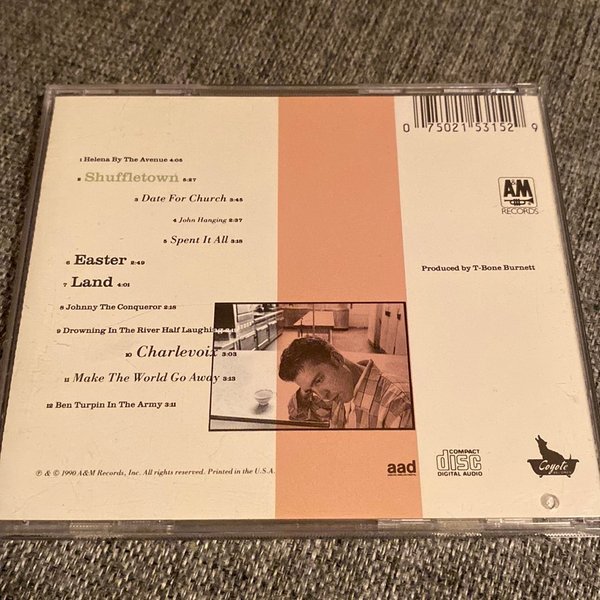 0 75021 53152 9
1 Helena By The Avenue 4:05
2 Shuffletown 5:27
3 Date For Church 3:45
4 John Hanging 2:37
5 Spent It All 3:18
6 Easter 2:49
7 Land 4:01
8 Johnny The Conqueror 2:18
9 Drowning In The River Half Laughing
10 Charlevoix 3:03
11 Make The World Go Away 3:13
12 Ben Turpin In The Army 3:11
A&M
RECORDS
Produced by T-Bone Burnett
℗ & © 1990 A&M Records, Inc. All rights reserved. Printed in the U.S.A.
aad
COMPACT
disc
DIGITAL AUDIO
Coyote